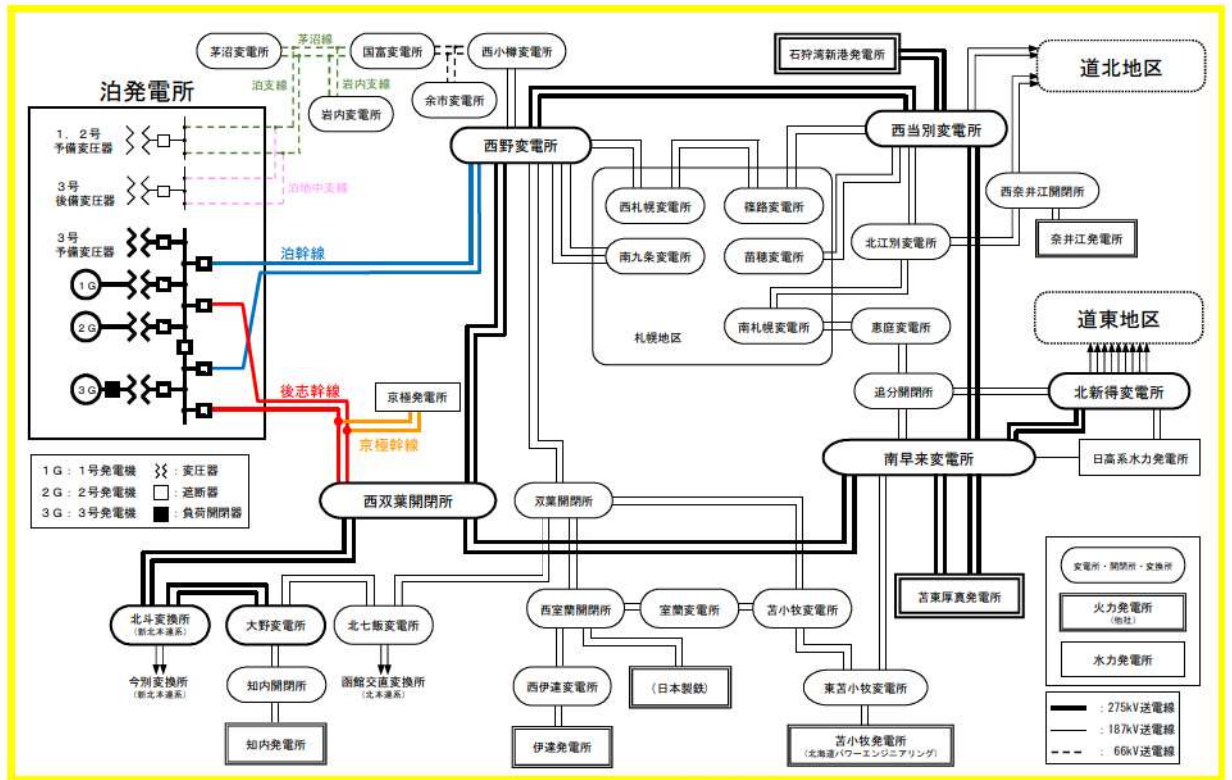 茅沼変電所
茅沼線
国富変電所
西小樽変電所
泊支線
岩内支線
岩内変電所
余市変電所
石狩湾新港発電所
道北地区
泊発電所
1．2号
予備変圧器
3号
後備変圧器
泊地中支線
3号
予備変圧器
1G
2G
3G
泊幹線
後志幹線
京極発電所
京極幹線
西野変電所
西当別変電所
西札幌変電所
篠路変電所
南九条変電所
苗穂変電所
札幌地区
南札幌変電所
北江別変電所
恵庭変電所
西奈井江開閉所
奈井江発電所
道東地区
追分開閉所
北新得変電所
南早来変電所
日高系水力発電所
1G：1号発電機
2G：2号発電機
3G：3号発電機
：変圧器
：遮断器
：負荷開閉器
西双葉開閉所
双葉開閉所
北斗変換所
(新北本連系)
大野変電所
北七飯変電所
西室蘭開閉所
室蘭変電所
苫小牧変電所
苫東厚真発電所
今別変換所
(新北本連系)
知内開閉所
函館交直変換所
(北本連系)
西伊達変電所
(日本製鉄)
東苫小牧変電所
知内発電所
伊達発電所
苫小牧発電所
(北海道パワーエンジニアリング)
変電所・開閉所・変換所
火力発電所
(他社)
水力発電所
：275kV送電線
：187kV送電線
：66kV送電線